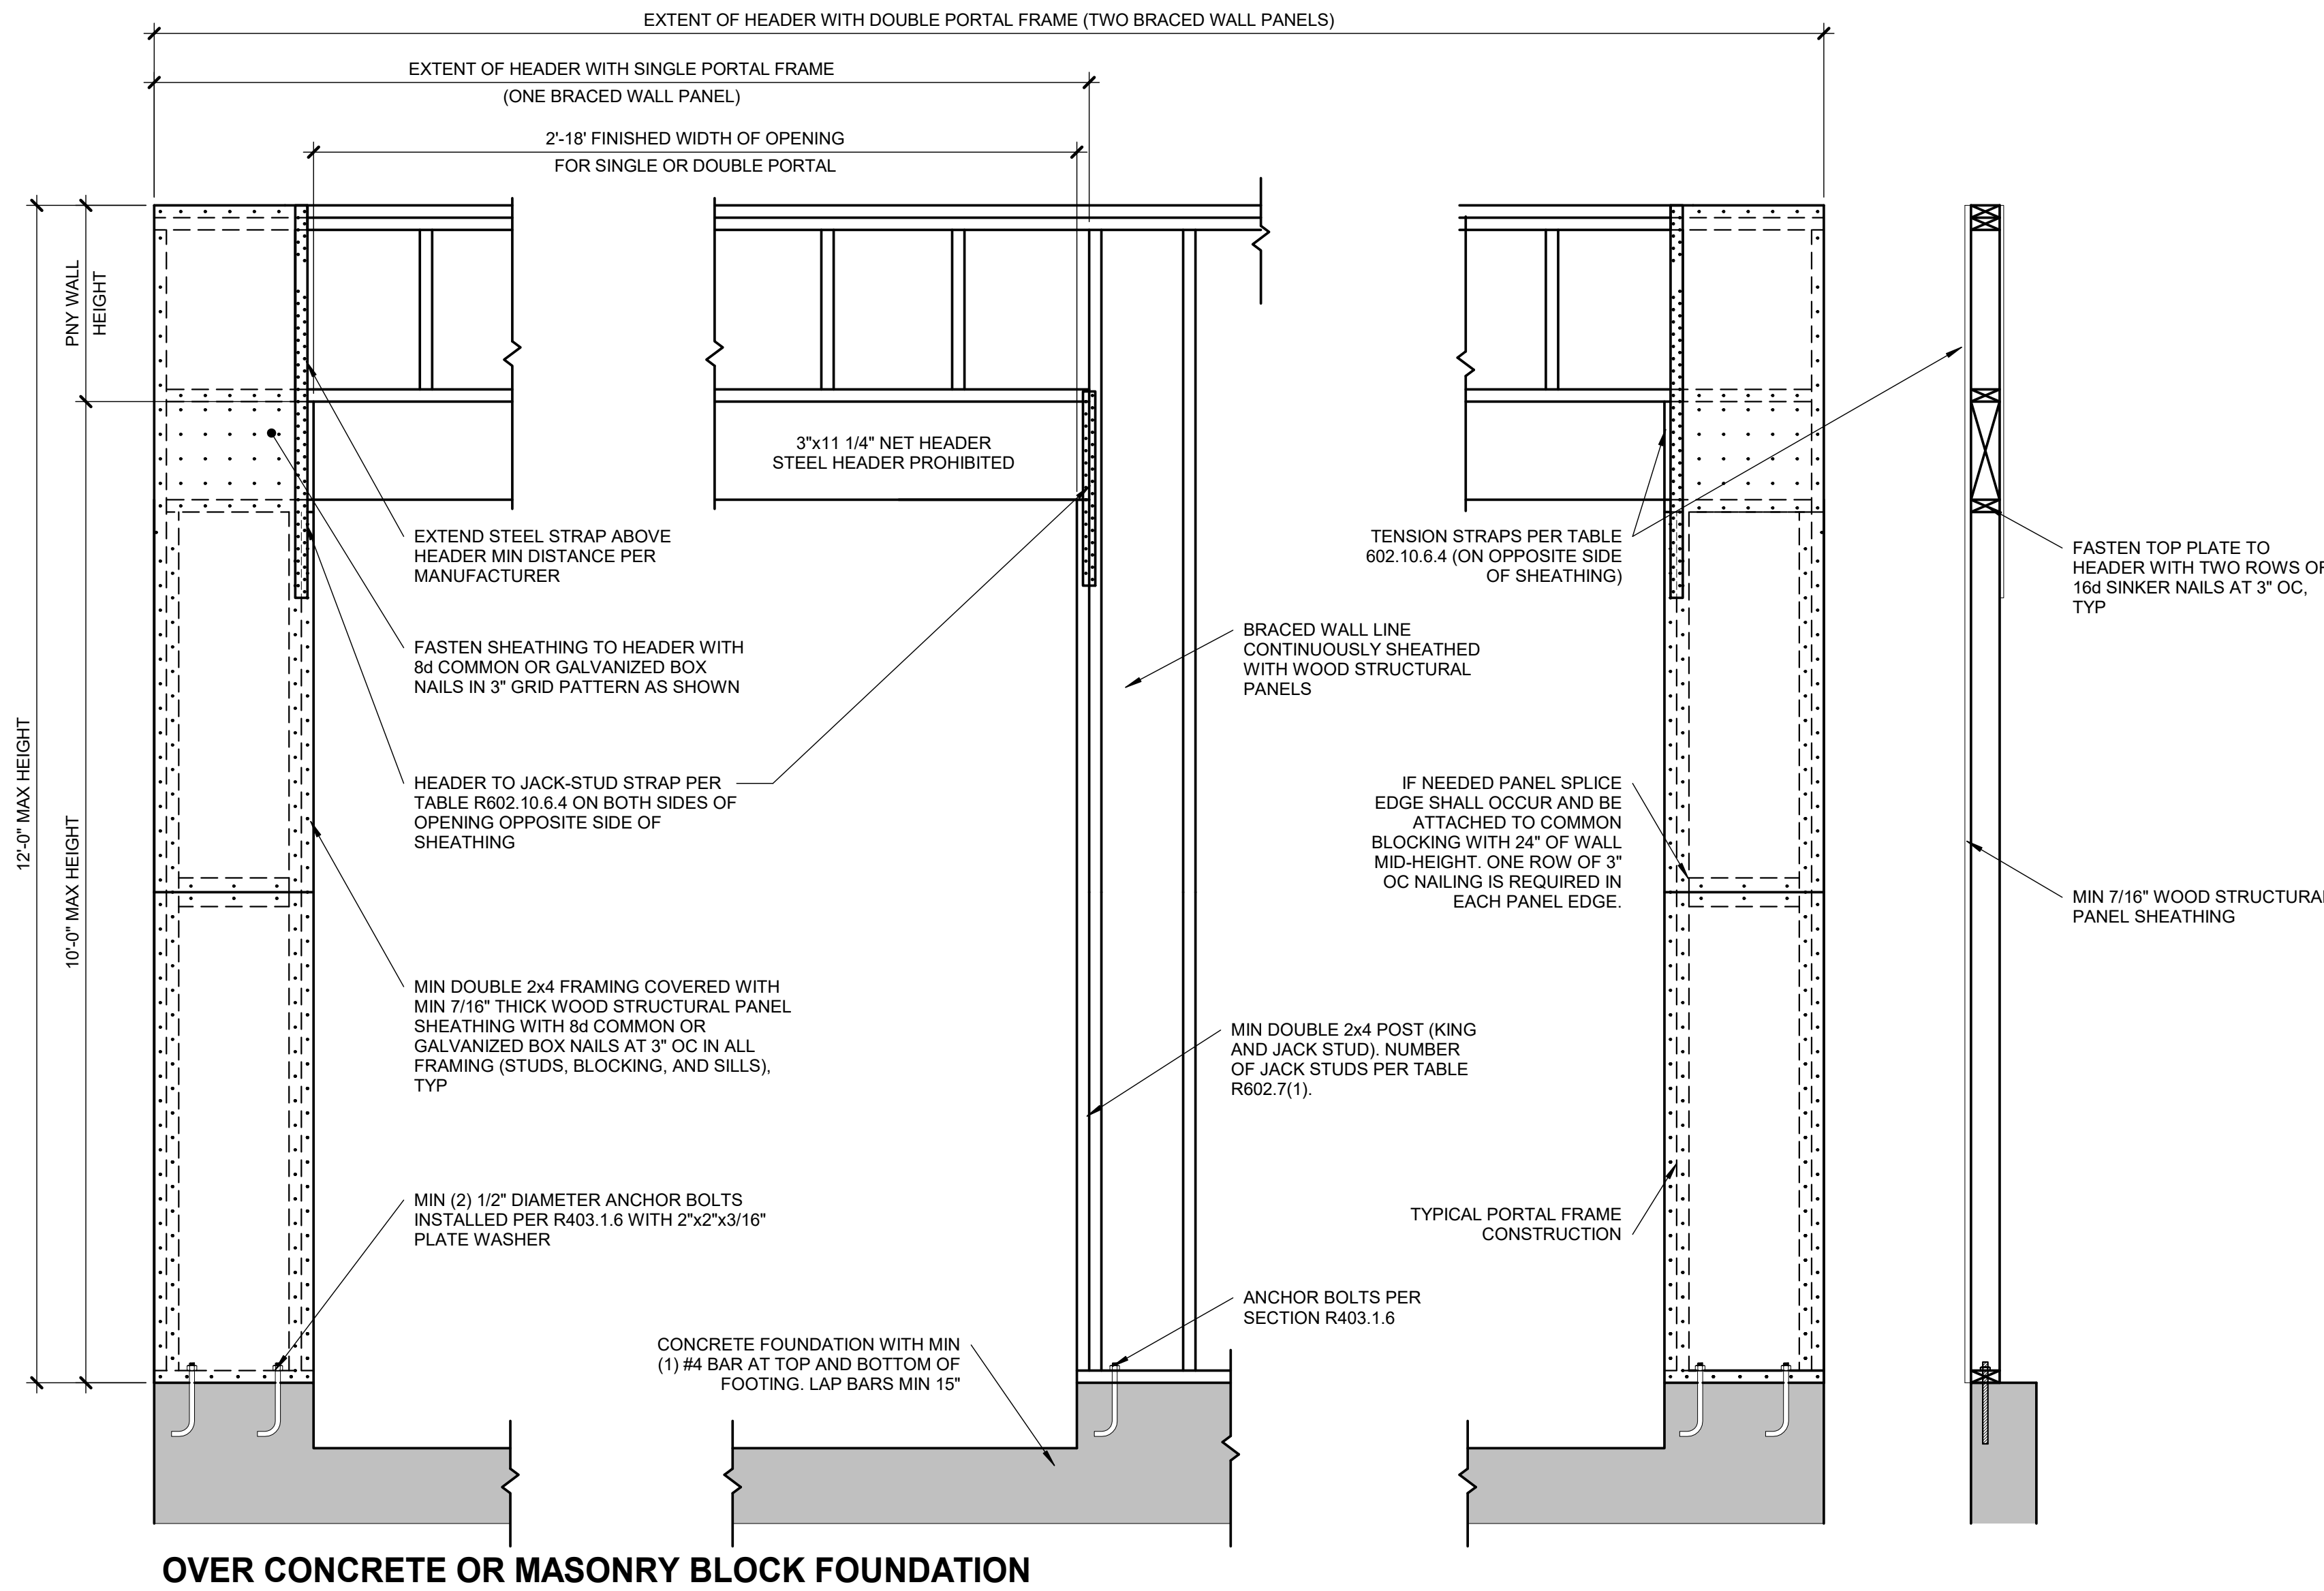 EXTENT OF HEADER WITH DOUBLE PORTAL FRAME (TWO BRACED WALL PANELS)
EXTENT OF HEADER WITH SINGLE PORTAL FRAME
(ONE BRACED WALL PANEL)
2'-18' FINISHED WIDTH OF OPENING
FOR SINGLE OR DOUBLE PORTAL
PNY WALL
HEIGHT
12'-0" MAX HEIGHT
10'-0" MAX HEIGHT
3"x11 1/4" NET HEADER
STEEL HEADER PROHIBITED
EXTEND STEEL STRAP ABOVE
HEADER MIN DISTANCE PER
MANUFACTURER
FASTEN SHEATHING TO HEADER WITH
8d COMMON OR GALVANIZED BOX
NAILS IN 3" GRID PATTERN AS SHOWN
HEADER TO JACK-STUD STRAP PER
TABLE R602.10.6.4 ON BOTH SIDES OF
OPENING OPPOSITE SIDE OF
SHEATHING
MIN DOUBLE 2x4 FRAMING COVERED WITH
MIN 7/16" THICK WOOD STRUCTURAL PANEL
SHEATHING WITH 8d COMMON OR
GALVANIZED BOX NAILS AT 3" OC IN ALL
FRAMING (STUDS, BLOCKING, AND SILLS),
TYP
MIN (2) 1/2" DIAMETER ANCHOR BOLTS
INSTALLED PER R403.1.6 WITH 2"x2"x3/16"
PLATE WASHER
CONCRETE FOUNDATION WITH MIN
(1) #4 BAR AT TOP AND BOTTOM OF
FOOTING. LAP BARS MIN 15"
TENSION STRAPS PER TABLE
602.10.6.4 (ON OPPOSITE SIDE
OF SHEATHING)
BRACED WALL LINE
CONTINUOUSLY SHEATHED
WITH WOOD STRUCTURAL
PANELS
IF NEEDED PANEL SPLICE
EDGE SHALL OCCUR AND BE
ATTACHED TO COMMON
BLOCKING WITH 24" OF WALL
MID-HEIGHT. ONE ROW OF 3"
OC NAILING IS REQUIRED IN
EACH PANEL EDGE.
MIN DOUBLE 2x4 POST (KING
AND JACK STUD). NUMBER
OF JACK STUDS PER TABLE
R602.7(1).
TYPICAL PORTAL FRAME
CONSTRUCTION
ANCHOR BOLTS PER
SECTION R403.1.6
FASTEN TOP PLATE TO
HEADER WITH TWO ROWS OF
16d SINKER NAILS AT 3" OC,
TYP
MIN 7/16" WOOD STRUCTURAL
PANEL SHEATHING
OVER CONCRETE OR MASONRY BLOCK FOUNDATION